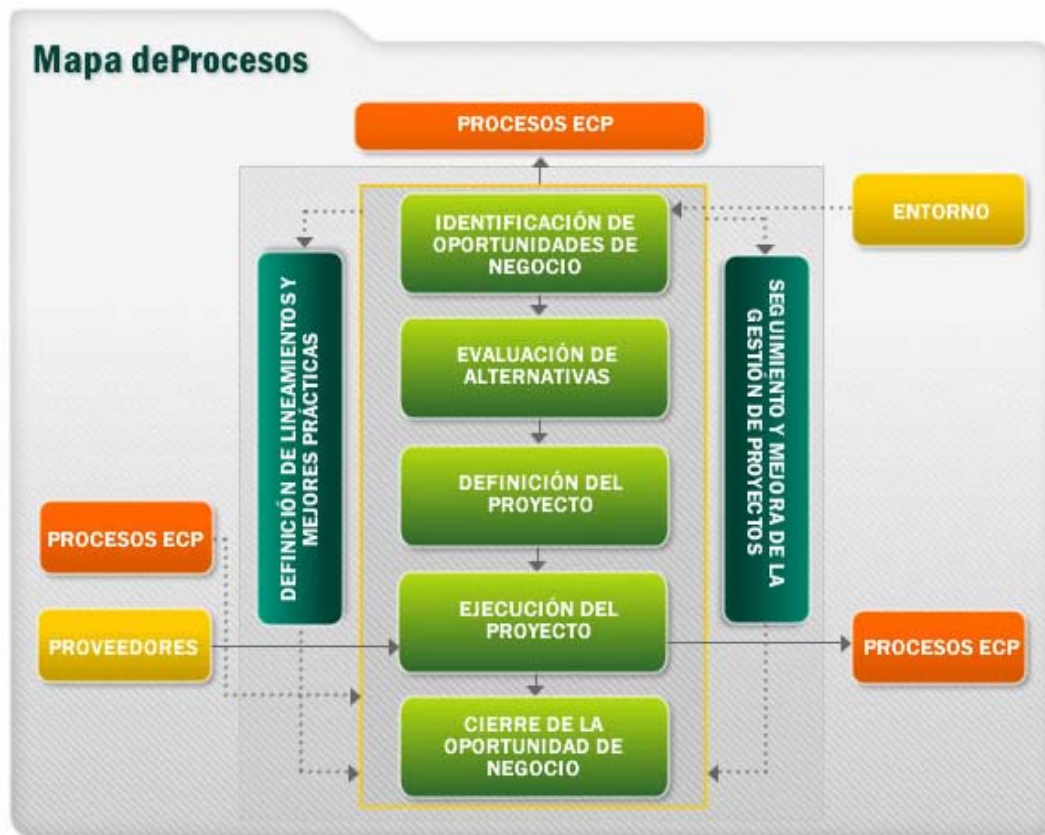 Mapa deProcesos
PROCESOS ECP
ENTORNO
IDENTIFICACIÓN DE
OPORTUNIDADES DE
NEGOCIO
DEFINICIÓN DE LINEAMIENTOS Y
MEJORES PRÁCTICAS
SEGUIMIENTO Y MEJORA DE LA
GESTIÓN DE PROYECTOS
EVALUACIÓN DE
ALTERNATIVAS
DEFINICIÓN DEL
PROYECTO
PROCESOS ECP
EJECUCIÓN DEL
PROYECTO
PROVEEDORES
PROCESOS ECP
CIERRE DE LA
OPORTUNIDAD DE
NEGOCIO